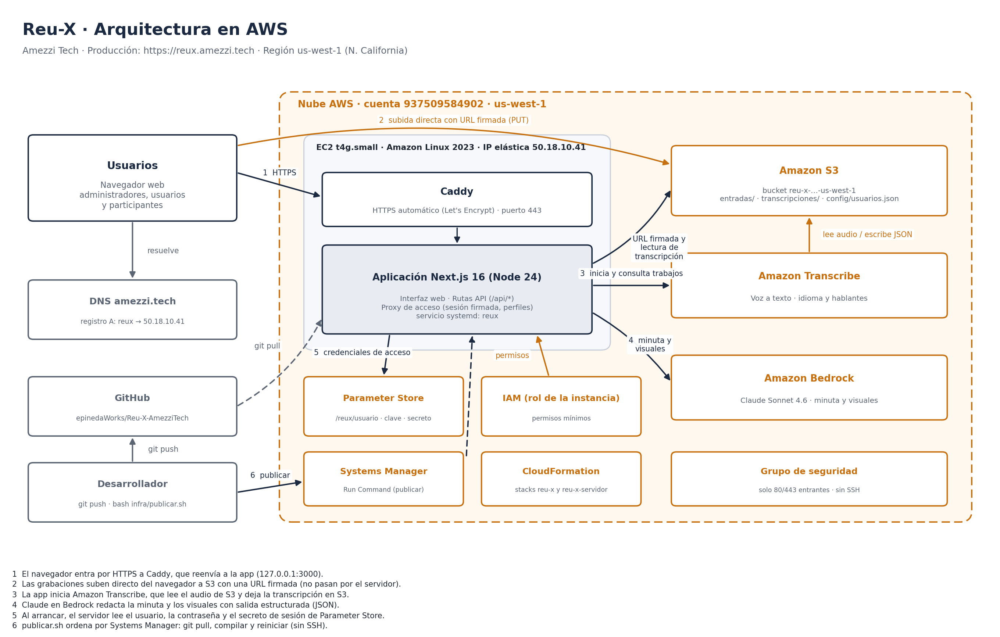 Reu-X · Arquitectura en AWS
Amezzi Tech · Producción: https://reux.amezzi.tech · Región us-west-1 (N. California)
Nube AWS · cuenta 937509584902 · us-west-1
2 subida directa con URL firmada (PUT)
Usuarios
Navegador web
administradores, usuarios
y participantes
1 HTTPS
EC2 t4g.small · Amazon Linux 2023 · IP elástica 50.18.10.41
Caddy
HTTPS automático (Let's Encrypt) · puerto 443
Amazon S3
bucket reu-x-...-us-west-1
entradas/ · transcripciones/ · config/usuarios.json
resuelve
URL firmada y
lectura de
transcripción
lee audio / escribe JSON
DNS amezzi.tech
registro A: reux → 50.18.10.41
Aplicación Next.js 16 (Node 24)
Interfaz web · Rutas API (/api/*)
Proxy de acceso (sesión firmada, perfiles)
servicio systemd: reux
3 inicia y consulta trabajos
Amazon Transcribe
Voz a texto · idioma y hablantes
git pull
5 credenciales de acceso
permisos
4 minuta y
visuales
GitHub
epinedaWorks/Reu-X-AmezziTech
Parameter Store
/reux/usuario · clave · secreto
IAM (rol de la instancia)
permisos mínimos
Amazon Bedrock
Claude Sonnet 4.6 · minuta y visuales
git push
Desarrollador
git push · bash infra/publicar.sh
6 publicar
Systems Manager
Run Command (publicar)
CloudFormation
stacks reu-x y reu-x-servidor
Grupo de seguridad
solo 80/443 entrantes · sin SSH
1 El navegador entra por HTTPS a Caddy, que reenvía a la app (127.0.0.1:3000).
2 Las grabaciones suben directo del navegador a S3 con una URL firmada (no pasan por el servidor).
3 La app inicia Amazon Transcribe, que lee el audio de S3 y deja la transcripción en S3.
4 Claude en Bedrock redacta la minuta y los visuales con salida estructurada (JSON).
5 Al arrancar, el servidor lee el usuario, la contraseña y el secreto de sesión de Parameter Store.
6 publicar.sh ordena por Systems Manager: git pull, compilar y reiniciar (sin SSH).